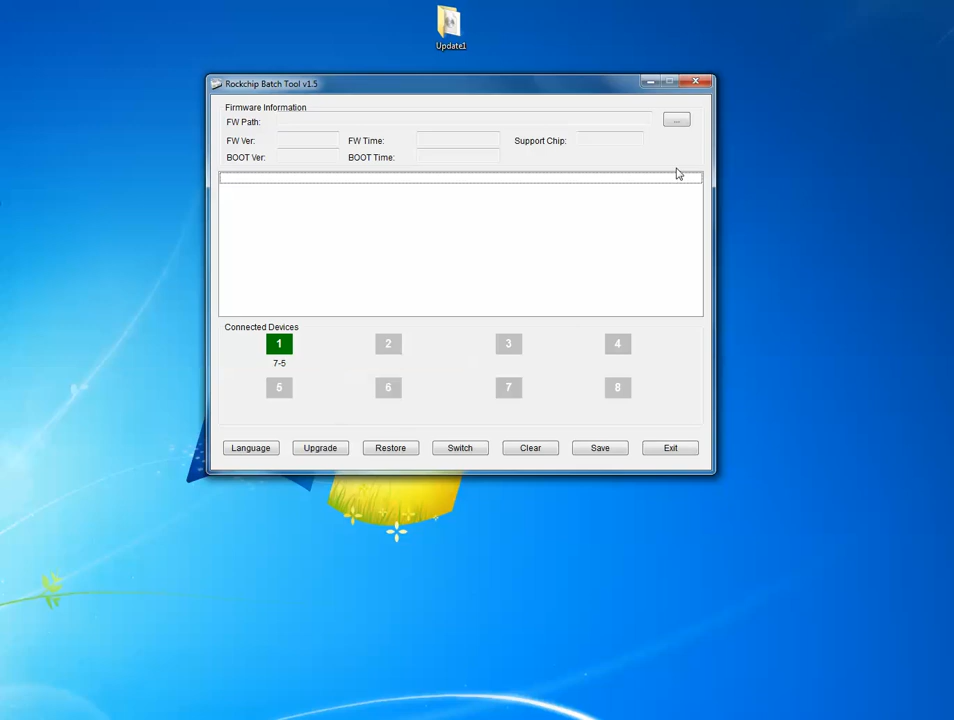 Update1
Rockchip Batch Tool v1.5
Firmware Information
FW Path:
...
FW Ver:
FW Time:
Support Chip:
BOOT Ver:
BOOT Time:
Connected Devices
1
2
3
4
7-5
5
6
7
8
Language
Upgrade
Restore
Switch
Clear
Save
Exit